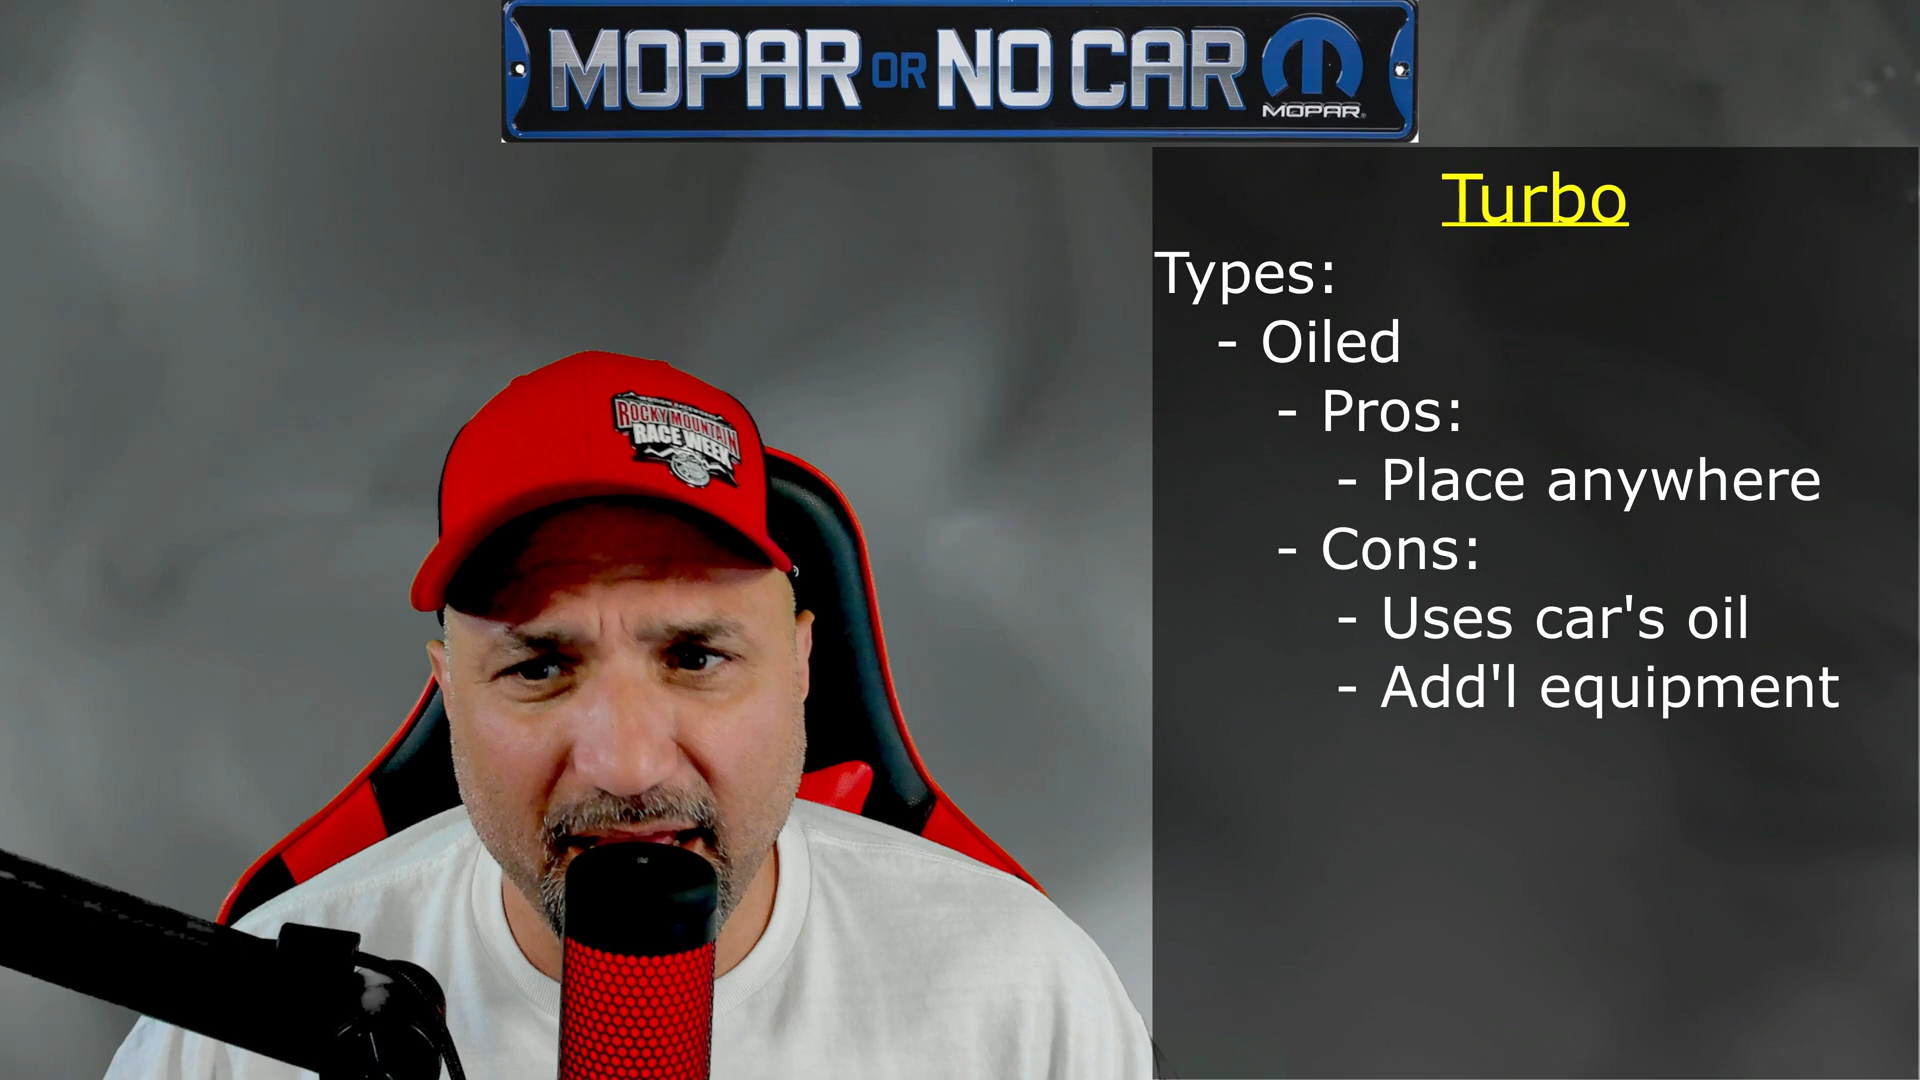 MOPAR OR NO CAR
MOPAR
Turbo
Types:
- Oiled
- Pros:
- Place anywhere
- Cons:
- Uses car's oil
- Add'l equipment
ROCKY MOUNTAIN
RACE WEEK